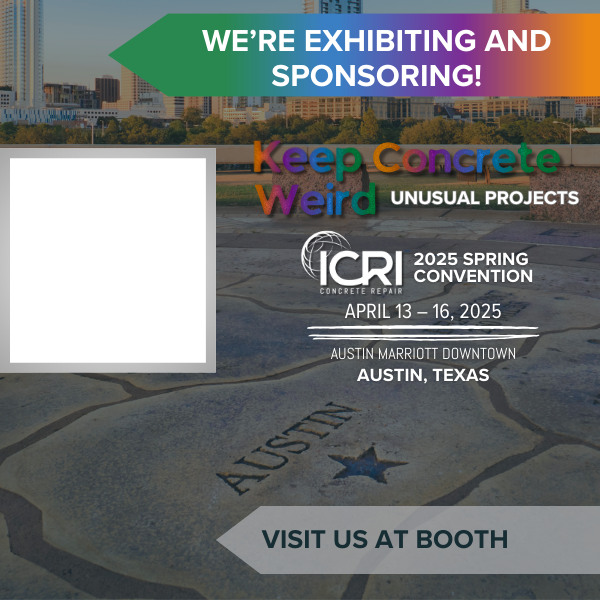 WE’RE EXHIBITING AND
SPONSORING!
Keep Concrete
Weird UNUSUAL PROJECTS
ICRI
CONCRETE REPAIR
2025 SPRING
CONVENTION
APRIL 13 – 16, 2025
AUSTIN MARRIOTT DOWNTOWN
AUSTIN, TEXAS
AUSTIN
VISIT US AT BOOTH